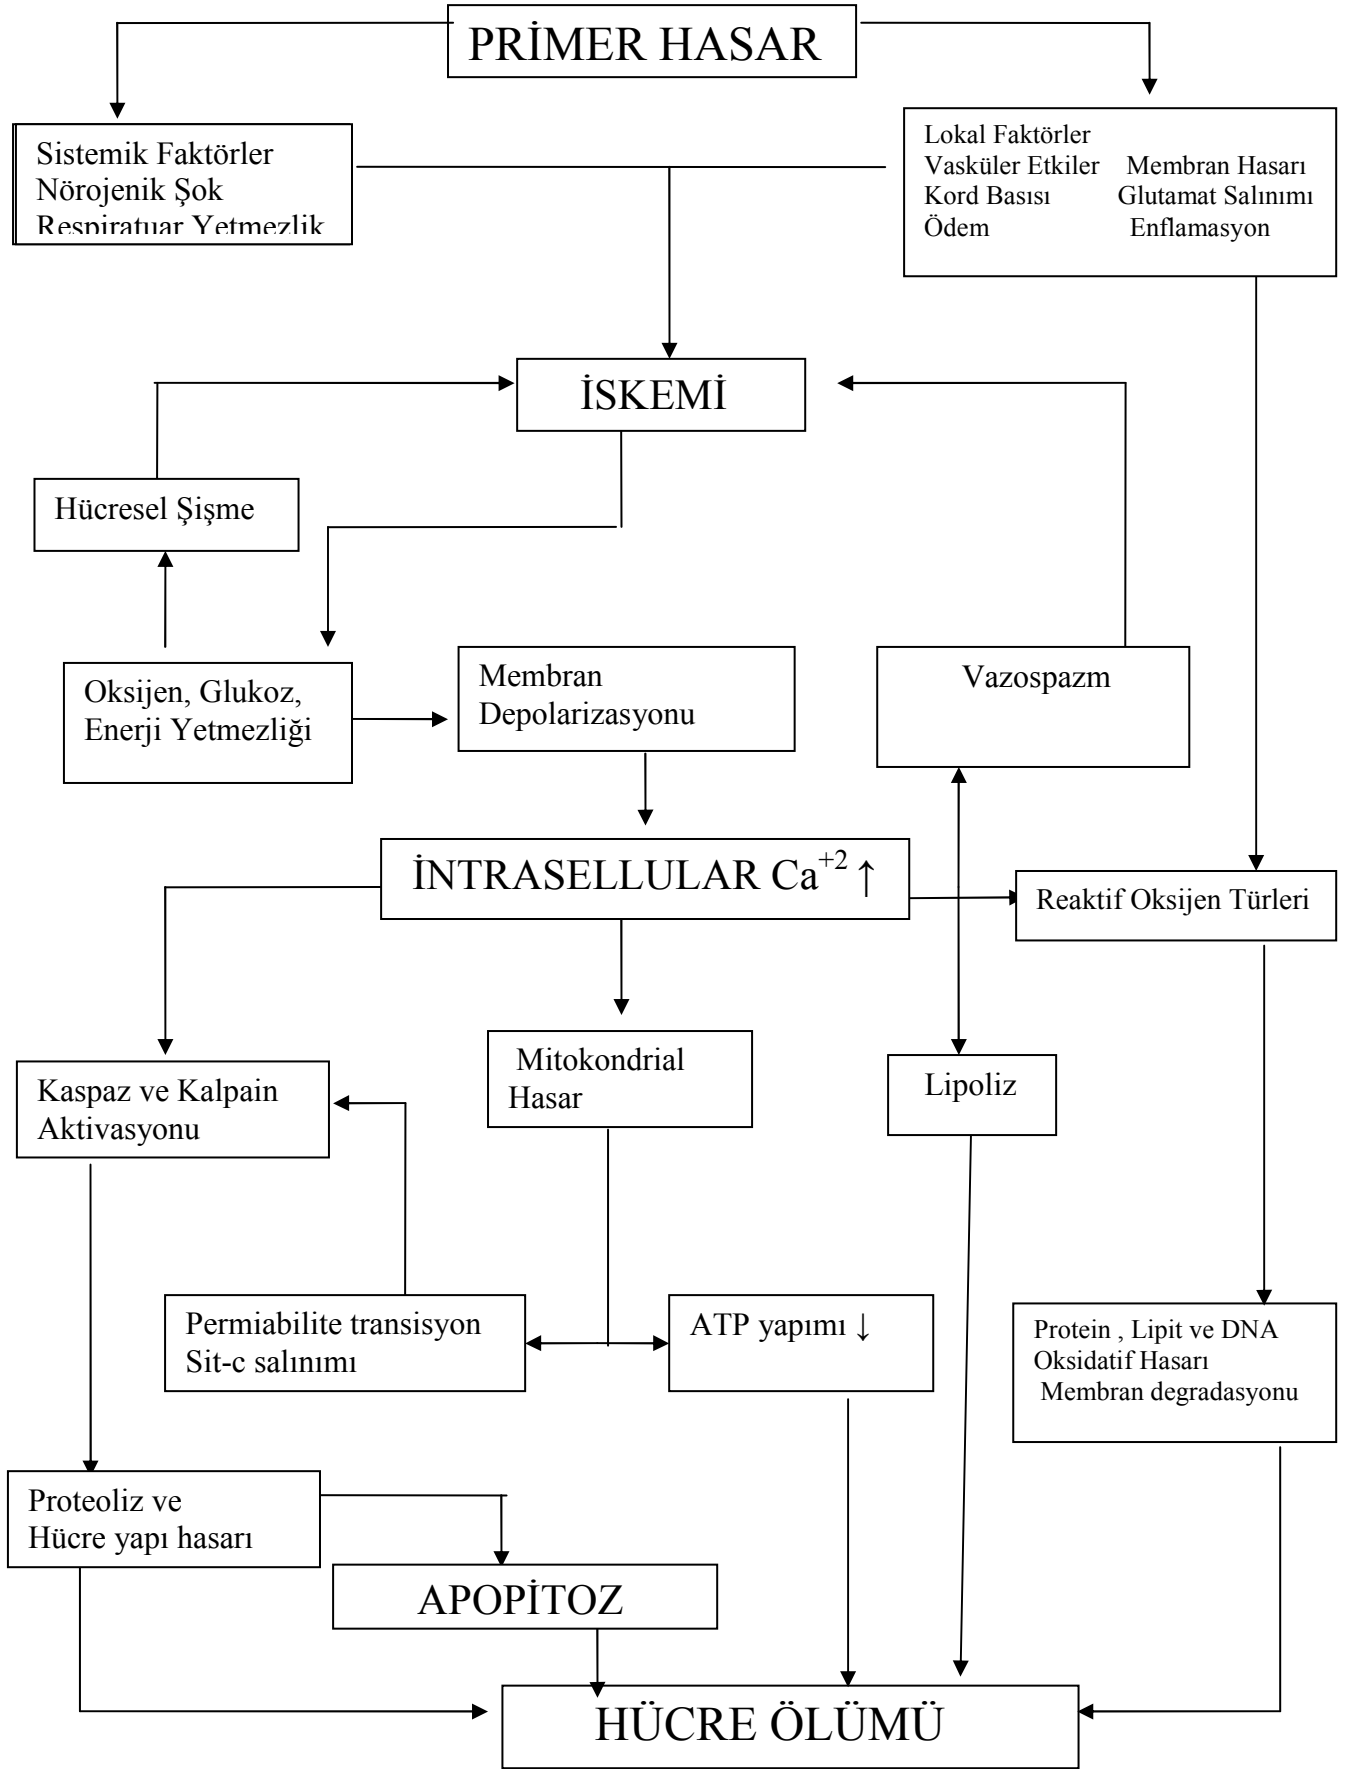 PRİMER HASAR
Sistemik Faktörler
Nörojenik Şok
Respiratuar Yetmezlik
Lokal Faktörler
Vasküler Etkiler Membran Hasarı
Kord Basısı Glutamat Salınımı
Ödem Enflamasyon
İSKEMİ
Hücresel Şişme
Oksijen, Glukoz,
Enerji Yetmezliği
Membran
Depolarizasyonu
Vazospazm
İNTRASELLULAR Ca+2 ↑
Reaktif Oksijen Türleri
Kaspaz ve Kalpain
Aktivasyonu
Mitokondrial
Hasar
Lipoliz
Permiabilite transisyon
Sit-c salınımı
ATP yapımı ↓
Protein , Lipit ve DNA
Oksidatif Hasarı
Membran degradasyonu
Proteoliz ve
Hücre yapı hasarı
APOPİTOZ
HÜCRE ÖLÜMÜ